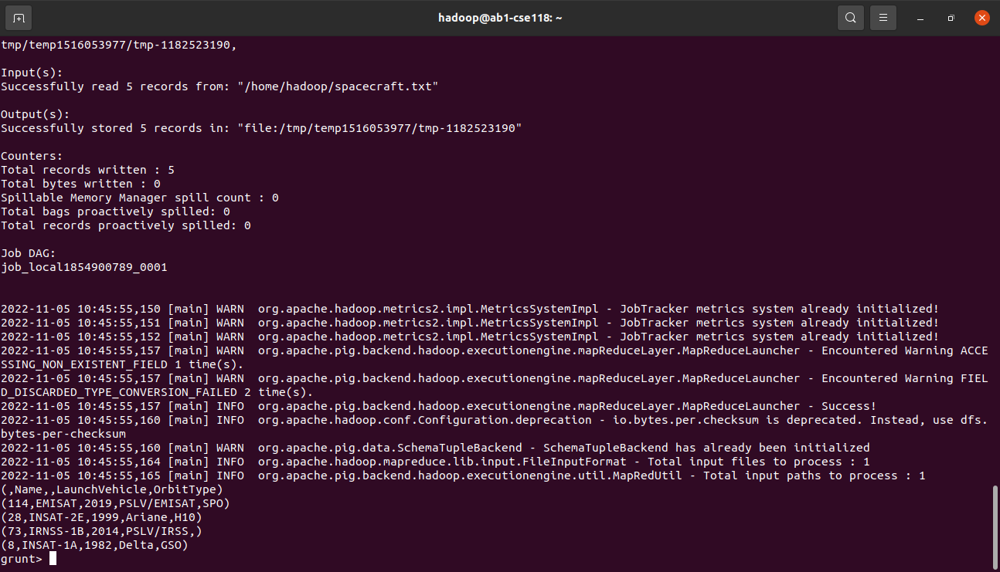 hadoop@ab1-cse118: ~
tmp/temp1516053977/tmp-1182523190,
Input(s):
Successfully read 5 records from: "/home/hadoop/spacecraft.txt"
Output(s):
Successfully stored 5 records in: "file:/tmp/temp1516053977/tmp-1182523190"
Counters:
Total records written : 5
Total bytes written : 0
Spillable Memory Manager spill count : 0
Total bags proactively spilled: 0
Total records proactively spilled: 0
Job DAG:
job_local1854900789_0001
2022-11-05 10:45:55,150 [main] WARN  org.apache.hadoop.metrics2.impl.MetricsSystemImpl - JobTracker metrics system already initialized!
2022-11-05 10:45:55,151 [main] WARN  org.apache.hadoop.metrics2.impl.MetricsSystemImpl - JobTracker metrics system already initialized!
2022-11-05 10:45:55,152 [main] WARN  org.apache.hadoop.metrics2.impl.MetricsSystemImpl - JobTracker metrics system already initialized!
2022-11-05 10:45:55,157 [main] WARN  org.apache.pig.backend.hadoop.executionengine.mapReduceLayer.MapReduceLauncher - Encountered Warning ACCE
SSING_NON_EXISTENT_FIELD 1 time(s).
2022-11-05 10:45:55,157 [main] WARN  org.apache.pig.backend.hadoop.executionengine.mapReduceLayer.MapReduceLauncher - Encountered Warning FIEL
D_DISCARDED_TYPE_CONVERSION_FAILED 2 time(s).
2022-11-05 10:45:55,157 [main] INFO  org.apache.pig.backend.hadoop.executionengine.mapReduceLayer.MapReduceLauncher - Success!
2022-11-05 10:45:55,160 [main] INFO  org.apache.hadoop.conf.Configuration.deprecation - io.bytes.per.checksum is deprecated. Instead, use dfs.
bytes-per-checksum
2022-11-05 10:45:55,160 [main] WARN  org.apache.pig.data.SchemaTupleBackend - SchemaTupleBackend has already been initialized
2022-11-05 10:45:55,164 [main] INFO  org.apache.hadoop.mapreduce.lib.input.FileInputFormat - Total input files to process : 1
2022-11-05 10:45:55,165 [main] INFO  org.apache.pig.backend.hadoop.executionengine.util.MapRedUtil - Total input paths to process : 1
(,Name,,LaunchVehicle,OrbitType)
(114,EMISAT,2019,PSLV/EMISAT,SPO)
(28,INSAT-2E,1999,Ariane,H10)
(73,IRNSS-1B,2014,PSLV/IRSS,)
(8,INSAT-1A,1982,Delta,GSO)
grunt>